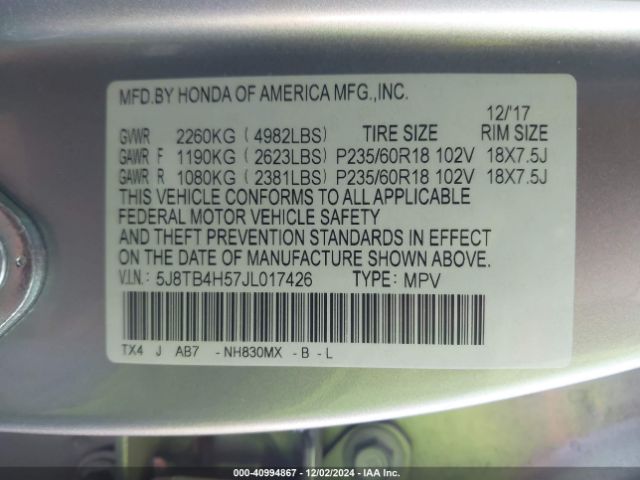 MFD.BY HONDA OF AMERICA MFG.,INC.
12/'17
GVWR 2260KG ( 4982LBS) TIRE SIZE RIM SIZE
GAWR F 1190KG ( 2623LBS) P235/60R18 102V 18X7.5J
GAWR R 1080KG ( 2381LBS) P235/60R18 102V 18X7.5J
THIS VEHICLE CONFORMS TO ALL APPLICABLE
FEDERAL MOTOR VEHICLE SAFETY
AND THEFT PREVENTION STANDARDS IN EFFECT
ON THE DATE OF MANUFACTURE SHOWN ABOVE.
V.I.N.: 5J8TB4H57JL017426 TYPE: MPV
TX4 J AB7 -NH830MX -B-L
000-40994867 • 12/02/2024 • IAA Inc.